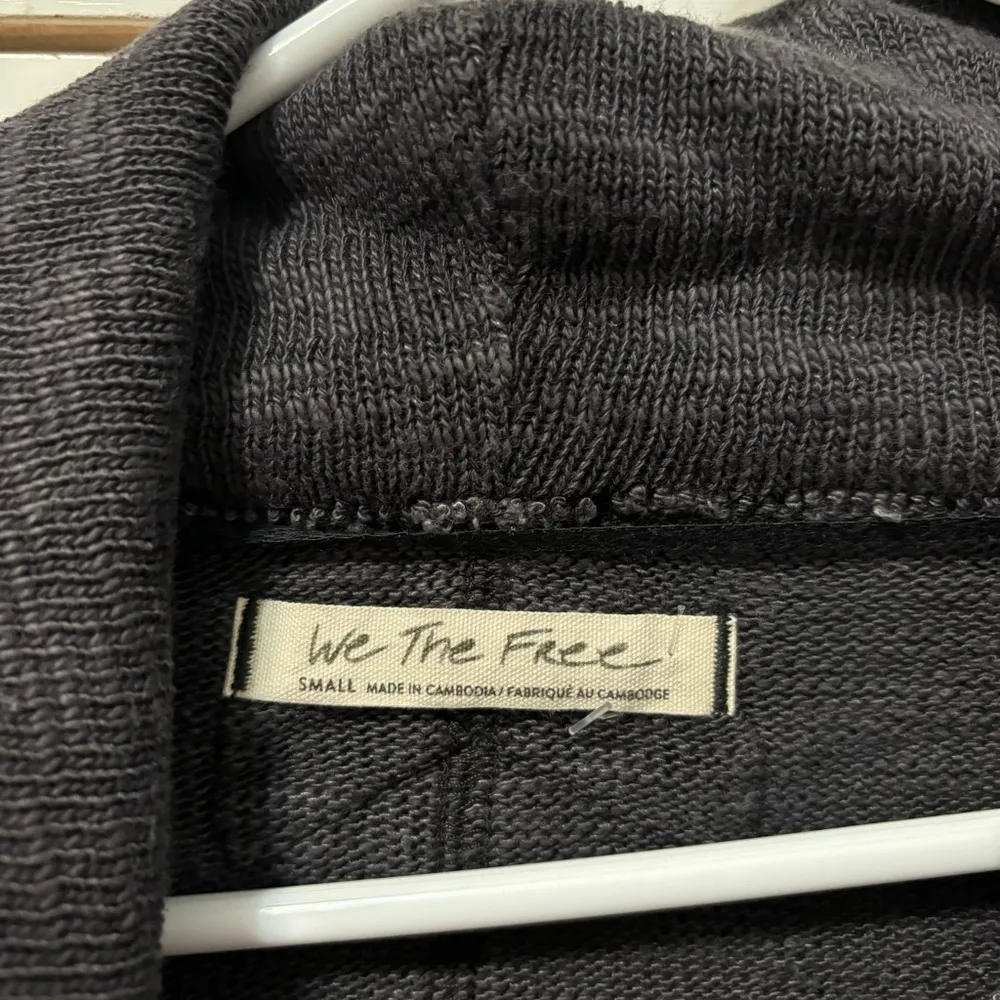 We The Free!
SMALL MADE IN CAMBODIA / FABRIQUÉ AU CAMBODGE